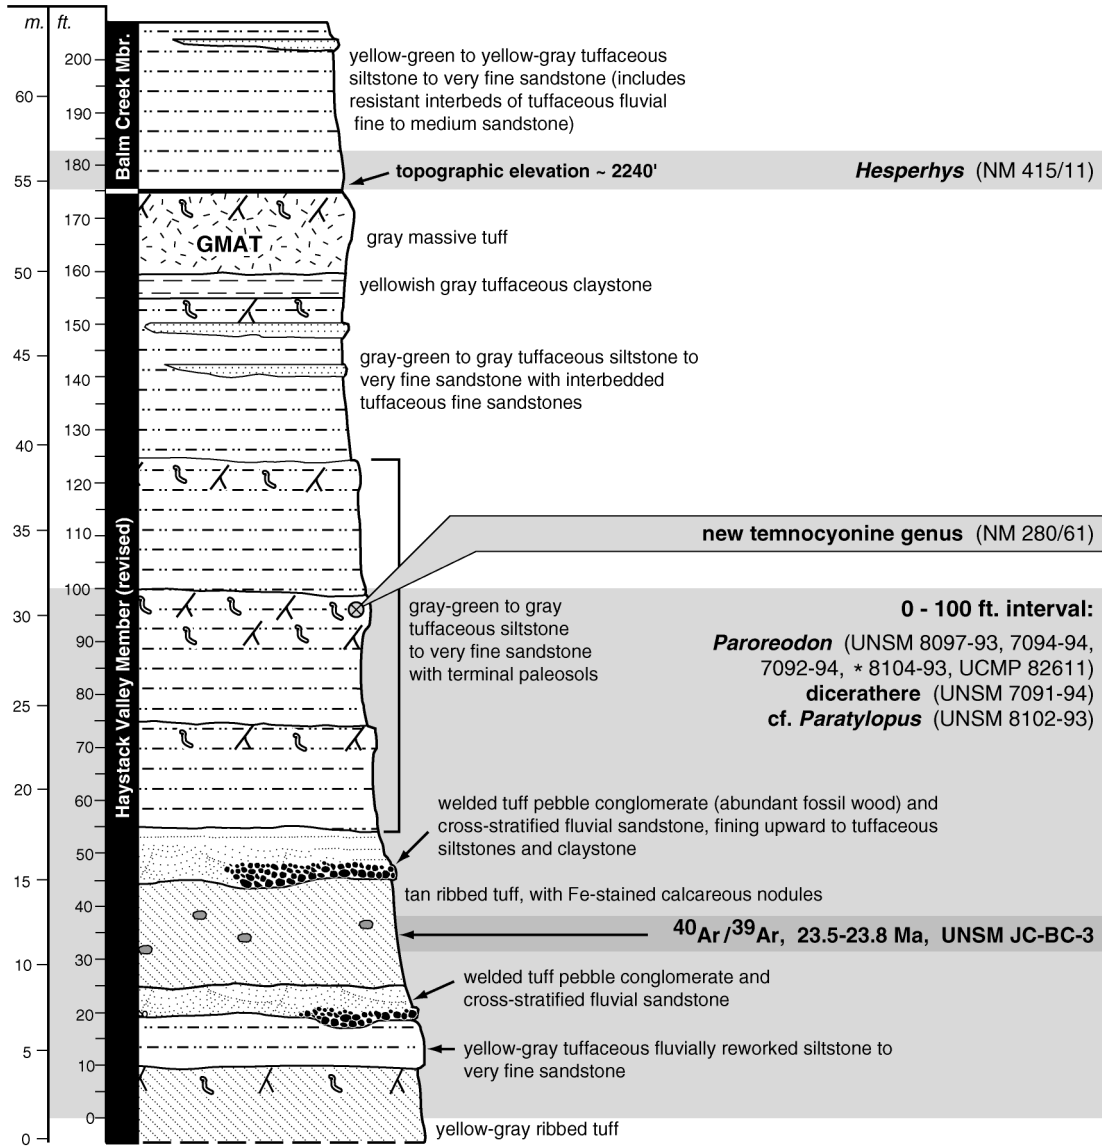 m.
ft.
200
190
180
170
160
150
140
130
120
110
100
90
80
70
60
50
40
30
20
10
0
60
55
50
45
40
35
30
25
20
15
10
5
0
Balm Creek Mbr.
Haystack Valley Member (revised)
yellow-green to yellow-gray tuffaceous
siltstone to very fine sandstone (includes
resistant interbeds of tuffaceous fluvial
fine to medium sandstone)
topographic elevation ~ 2240'
Hesperhys (NM 415/11)
GMAT
gray massive tuff
yellowish gray tuffaceous claystone
gray-green to gray tuffaceous siltstone to
very fine sandstone with interbedded
tuffaceous fine sandstones
new temnocyonine genus (NM 280/61)
gray-green to gray
tuffaceous siltstone
to very fine sandstone
with terminal paleosols
0 - 100 ft. interval:
Paroreodon (UNSM 8097-93, 7094-94,
7092-94, * 8104-93, UCMP 82611)
dicerathere (UNSM 7091-94)
cf. Paratylopus (UNSM 8102-93)
welded tuff pebble conglomerate (abundant fossil wood) and
cross-stratified fluvial sandstone, fining upward to tuffaceous
siltstones and claystone
tan ribbed tuff, with Fe-stained calcareous nodules
40Ar/39Ar, 23.5-23.8 Ma, UNSM JC-BC-3
welded tuff pebble conglomerate and
cross-stratified fluvial sandstone
yellow-gray tuffaceous fluvially reworked siltstone to
very fine sandstone
yellow-gray ribbed tuff